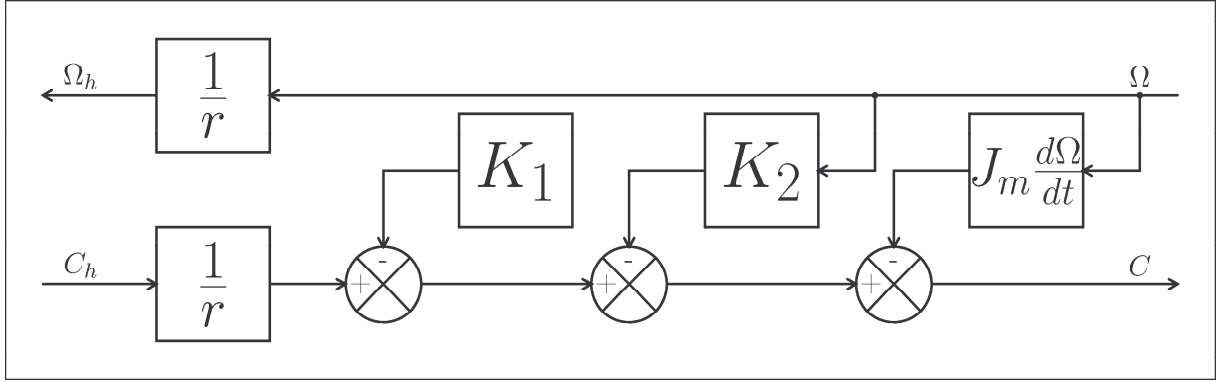 Ω_h 1/r Ω
K_1 K_2 J_m dΩ/dt
- - -
C_h 1/r + + + C